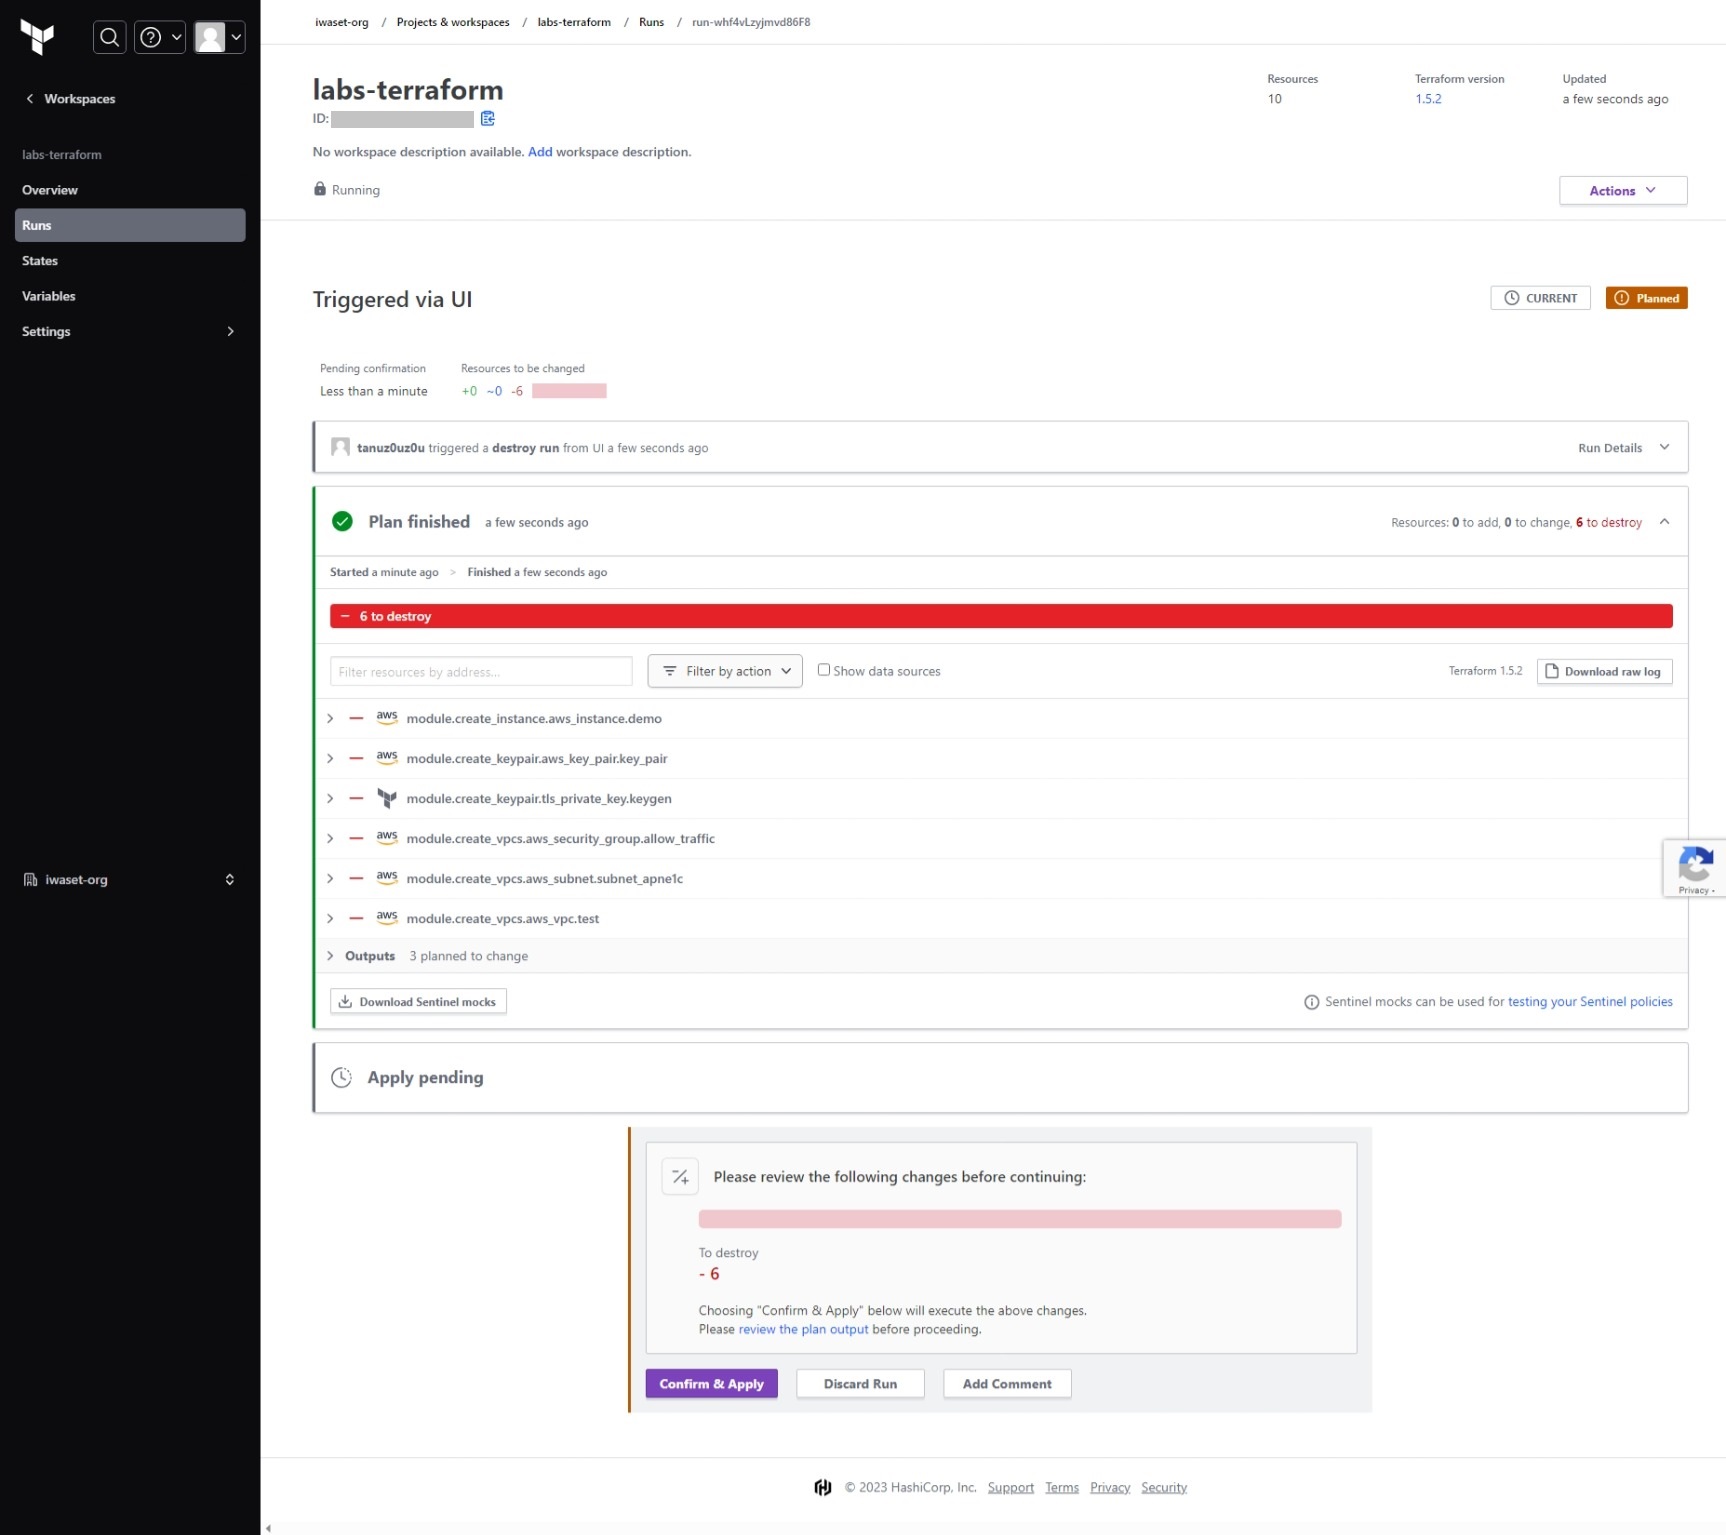 iwaset-org / Projects & workspaces / labs-terraform / Runs / run-whf4vLzyjmvd86F8
Workspaces
labs-terraform
Overview
Runs
States
Variables
Settings
iwaset-org
labs-terraform
ID:
No workspace description available. Add workspace description.
Running
Resources
10
Terraform version
1.5.2
Updated
a few seconds ago
Actions
Triggered via UI
CURRENT
Planned
Pending confirmation
Less than a minute
Resources to be changed
+0 ~0 -6
tanuz0uz0u triggered a destroy run from UI a few seconds ago
Run Details
Plan finished a few seconds ago
Resources: 0 to add, 0 to change, 6 to destroy
Started a minute ago > Finished a few seconds ago
− 6 to destroy
Filter resources by address...
Filter by action
Show data sources
Terraform 1.5.2
Download raw log
aws module.create_instance.aws_instance.demo
aws module.create_keypair.aws_key_pair.key_pair
module.create_keypair.tls_private_key.keygen
aws module.create_vpcs.aws_security_group.allow_traffic
aws module.create_vpcs.aws_subnet.subnet_apne1c
aws module.create_vpcs.aws_vpc.test
Outputs 3 planned to change
Download Sentinel mocks
Sentinel mocks can be used for testing your Sentinel policies
Privacy -
Apply pending
Please review the following changes before continuing:
To destroy
- 6
Choosing "Confirm & Apply" below will execute the above changes.
Please review the plan output before proceeding.
Confirm & Apply
Discard Run
Add Comment
© 2023 HashiCorp, Inc. Support Terms Privacy Security